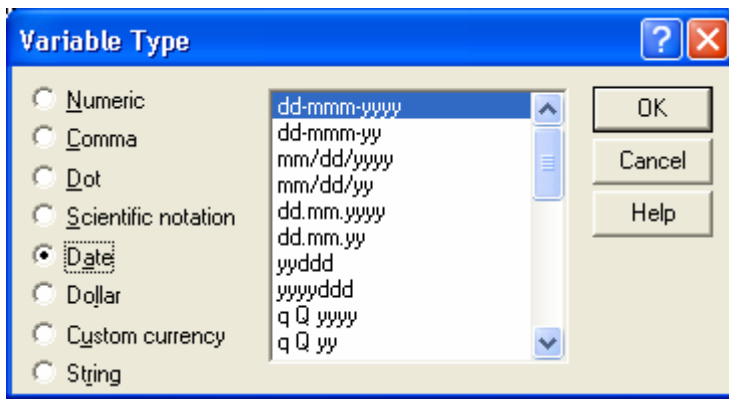 Variable Type
Numeric
Comma
Dot
Scientific notation
Date
Dollar
Custom currency
String
dd-mmm-yyyy
dd-mmm-yy
mm/dd/yyyy
mm/dd/yy
dd.mm.yyyy
dd.mm.yy
yyddd
yyyyddd
q Q yyyy
q Q yy
OK
Cancel
Help